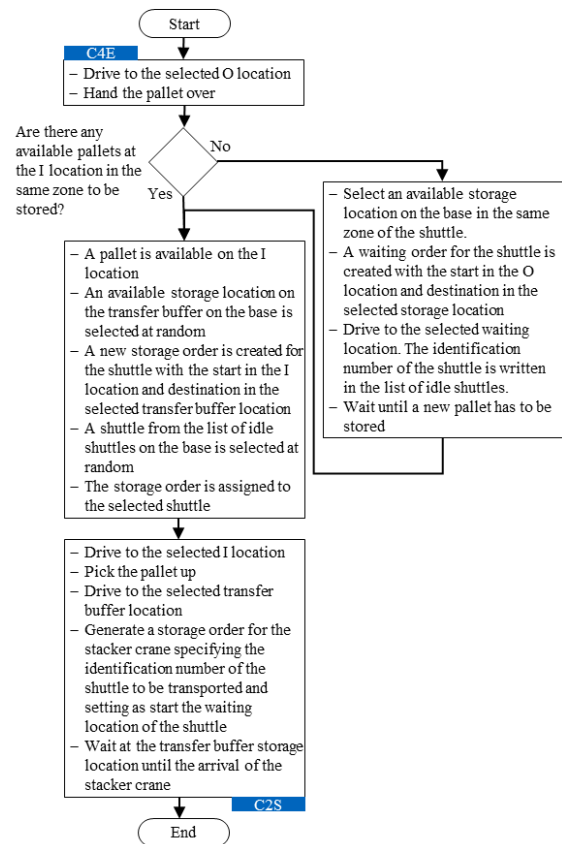 Start
C4E
– Drive to the selected O location
– Hand the pallet over
Are there any
available pallets at
the I location in the
same zone to be
stored?
No
Yes
– Select an available storage
location on the base in the same
zone of the shuttle.
– A waiting order for the shuttle is
created with the start in the O
location and destination in the
selected storage location
– Drive to the selected waiting
location. The identification
number of the shuttle is written
in the list of idle shuttles.
– Wait until a new pallet has to be
stored
– A pallet is available on the I
location
– An available storage location on
the transfer buffer on the base is
selected at random
– A new storage order is created for
the shuttle with the start in the I
location and destination in the
selected transfer buffer location
– A shuttle from the list of idle
shuttles on the base is selected at
random
– The storage order is assigned to
the selected shuttle
– Drive to the selected I location
– Pick the pallet up
– Drive to the selected transfer
buffer location
– Generate a storage order for the
stacker crane specifying the
identification number of the
shuttle to be transported and
setting as start the waiting
location of the shuttle
– Wait at the transfer buffer storage
location until the arrival of the
stacker crane
C2S
End